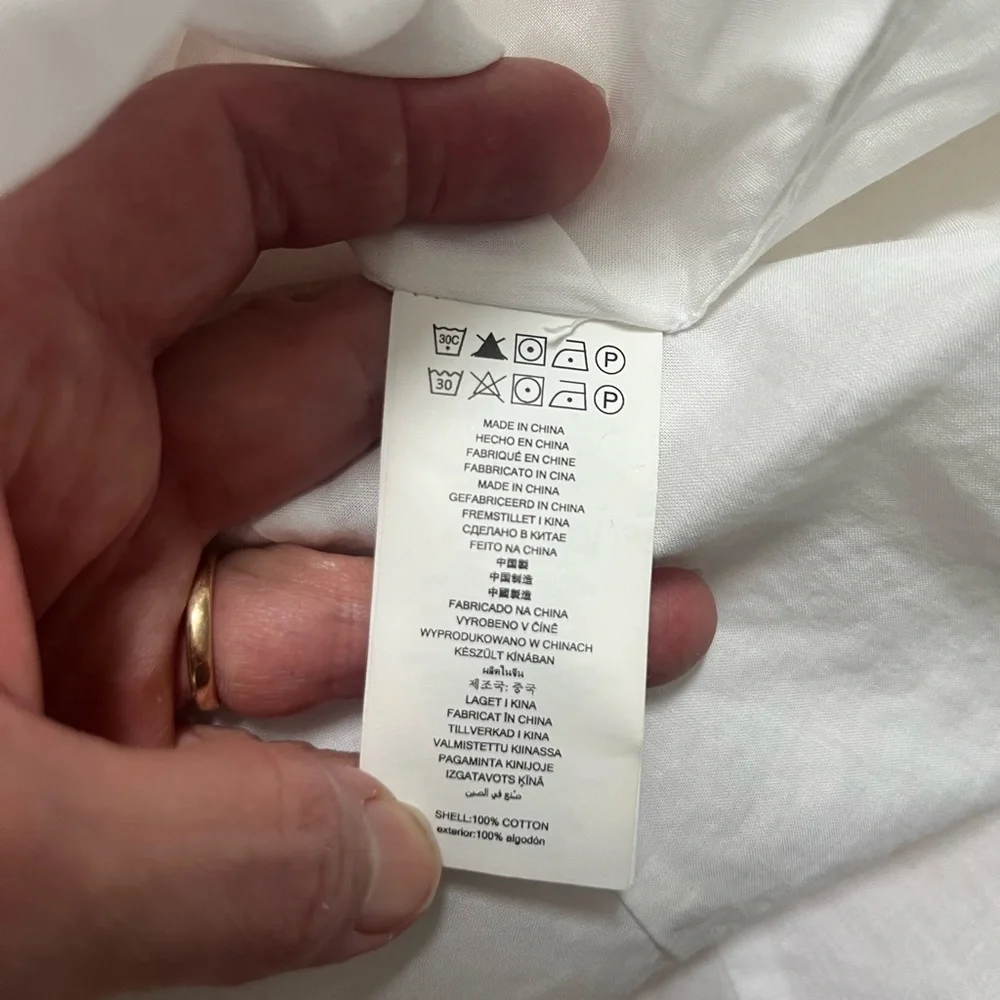 30C P
30 P
MADE IN CHINA
HECHO EN CHINA
FABRIQUÉ EN CHINE
FABBRICATO IN CINA
MADE IN CHINA
GEFABRICEERD IN CHINA
FREMSTILLET I KINA
СДЕЛАНО В КИТАЕ
FEITO NA CHINA
中国製
中国制造
中國製造
FABRICADO NA CHINA
VYROBENO V ČÍNĚ
WYPRODUKOWANO W CHINACH
KÉSZÜLT KÍNÁBAN
ผลิตในจีน
제조국: 중국
LAGET I KINA
FABRICAT ÎN CHINA
TILLVERKAD I KINA
VALMISTETTU KIINASSA
PAGAMINTA KINIJOJE
IZGATAVOTS ĶĪNĀ
صنع في الصين
SHELL:100% COTTON
exterior:100% algodón